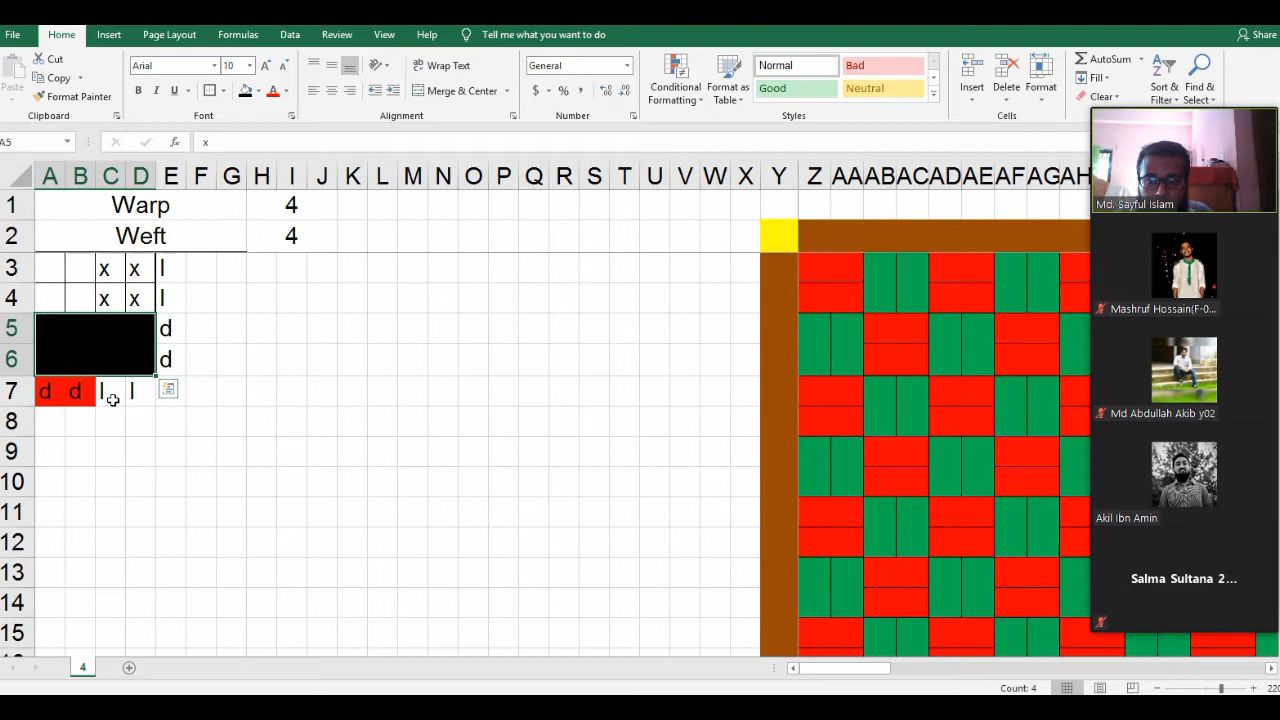 File Home Insert Page Layout Formulas Data Review View Help Tell me what you want to do Share
Cut
Copy
Format Painter
Paste
Clipboard
Arial 10 A A
B I U A
Font
ab Wrap Text
Merge & Center
Alignment
General
$ % ,
Number
Conditional Formatting
Format as Table
Normal Bad
Good Neutral
Styles
Insert Delete Format
Cells
AutoSum
Fill
Clear
Sort & Filter
Find & Select
A5 fx x
A B C D E F G H I J K L M N O P Q R S T U V W X Y Z AA AB AC AD AE AF AG AH
1 Warp 4
2 Weft 4
3 x x l
4 x x l
5 d
6 d
7 d d l l
8
9
10
11
12
13
14
15
Md. Sayful Islam
Mashruf Hossain(F-0...
Md Abdullah Akib y02
Akil Ibn Amin
Salma Sultana 2...
4
Count: 4
220